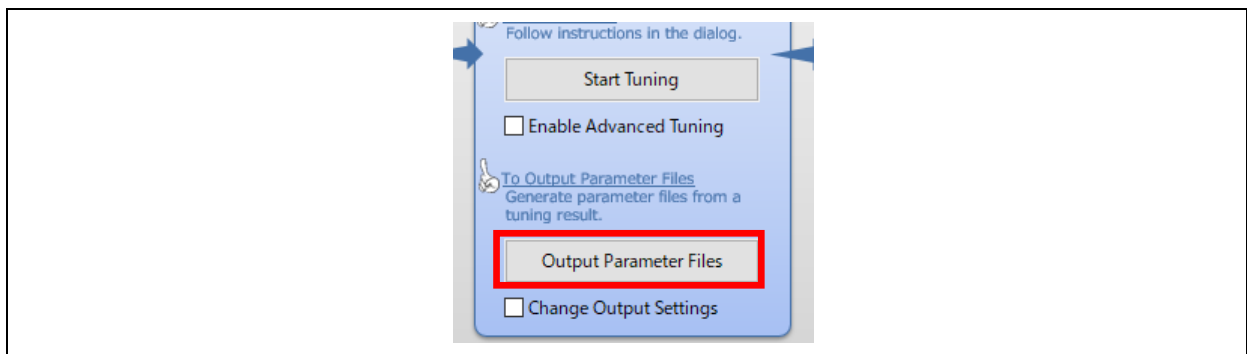 Follow instructions in the dialog.
Start Tuning
Enable Advanced Tuning
To Output Parameter Files
Generate parameter files from a
tuning result.
Output Parameter Files
Change Output Settings